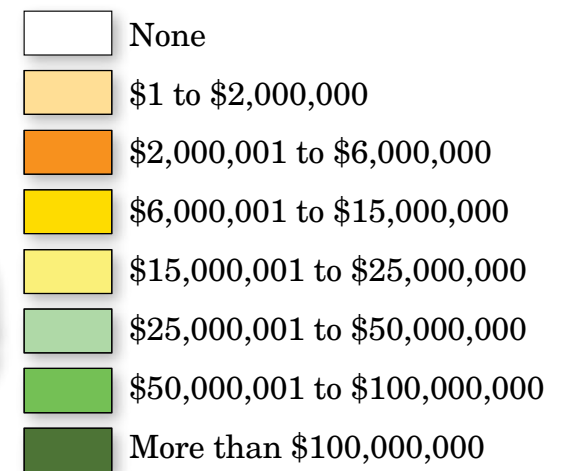 None
$1 to $2,000,000
$2,000,001 to $6,000,000
$6,000,001 to $15,000,000
$15,000,001 to $25,000,000
$25,000,001 to $50,000,000
$50,000,001 to $100,000,000
More than $100,000,000